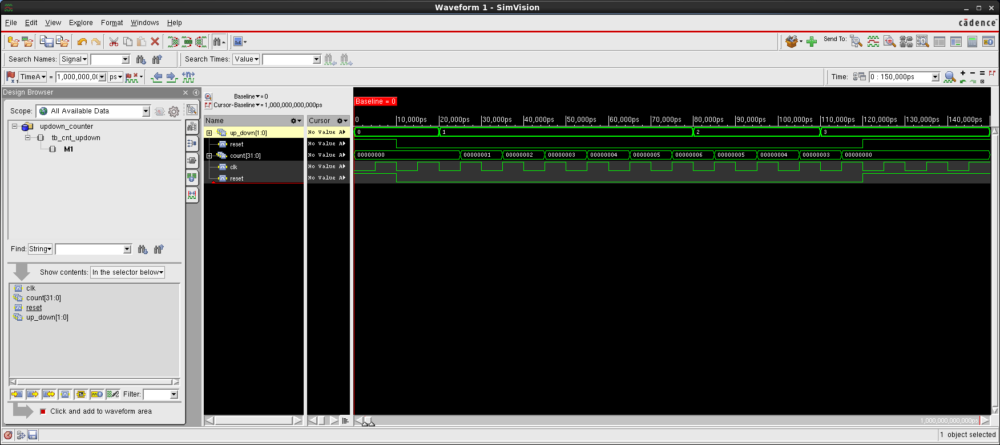 Waveform 1 - SimVision
File Edit View Explore Format Windows Help
cādence
Send To:
Search Names: Signal Search Times: Value
TimeA = 1,000,000,0( ps Time: 0 : 150,000ps
Design Browser
Scope: All Available Data
updown_counter
tb_cnt_updown
M1
Find: String
Show contents: In the selector below
clk
count[31:0]
reset
up_down[1:0]
Filter:
Click and add to waveform area
Baseline = 0
Cursor-Baseline = 1,000,000,000,000ps
Name Cursor
up_down[1:0] No Value A
reset No Value A
count[31:0] No Value A
clk No Value A
reset No Value A
Baseline = 0
0 10,000ps 20,000ps 30,000ps 40,000ps 50,000ps 60,000ps 70,000ps 80,000ps 90,000ps 100,000ps 110,000ps 120,000ps 130,000ps 140,000ps
0 1 2 3
00000000 00000001 00000002 00000003 00000004 00000005 00000006 00000005 00000004 00000003 00000000
1,000,000,000,000ps
1 object selected